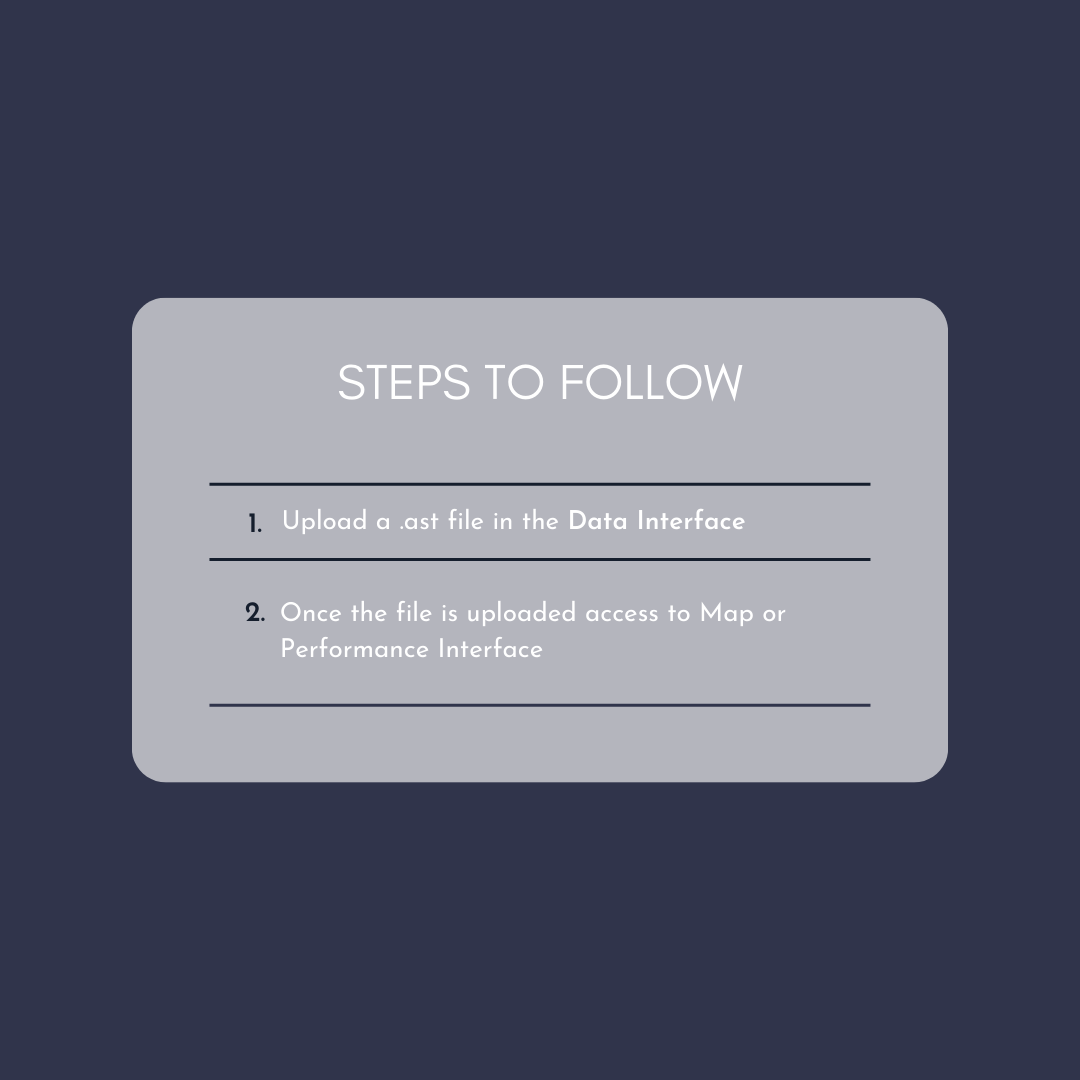 STEPS TO FOLLOW
1. Upload a .ast file in the Data Interface
2. Once the file is uploaded access to Map or
Performance Interface